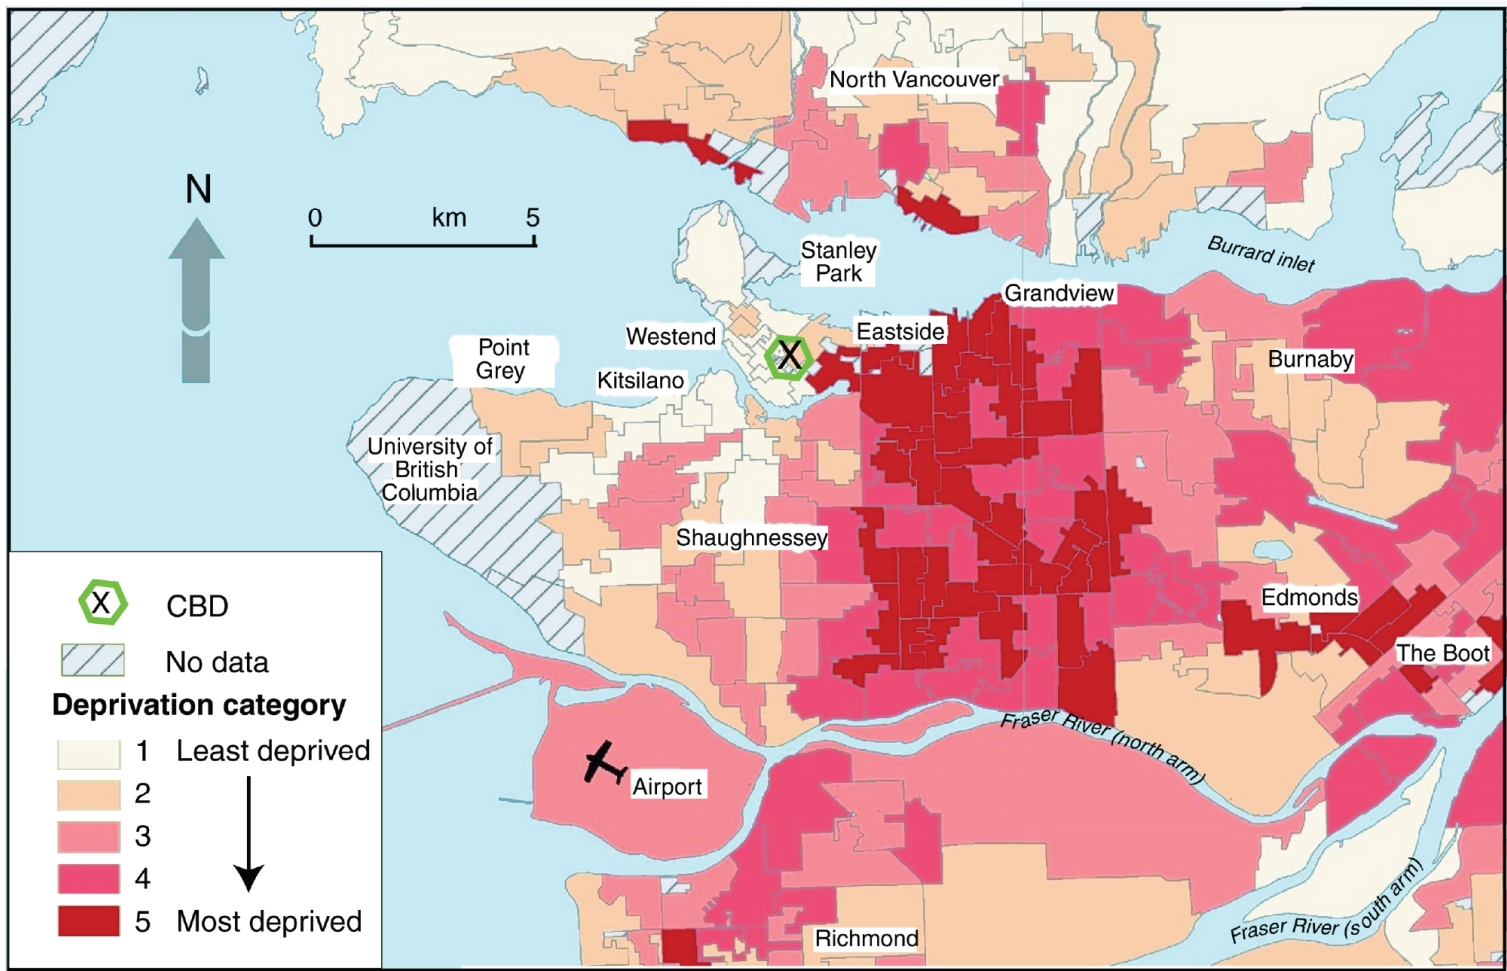 North Vancouver
N
0 km 5
Stanley
Park
Burrard inlet
Grandview
Westend
Eastside
X
Point
Grey
Kitsilano
Burnaby
University of
British
Columbia
Shaughnessey
Edmonds
The Boot
Fraser River (north arm)
Airport
Richmond
Fraser River (south arm)
X CBD
No data
Deprivation category
1 Least deprived
2
3
4
5 Most deprived